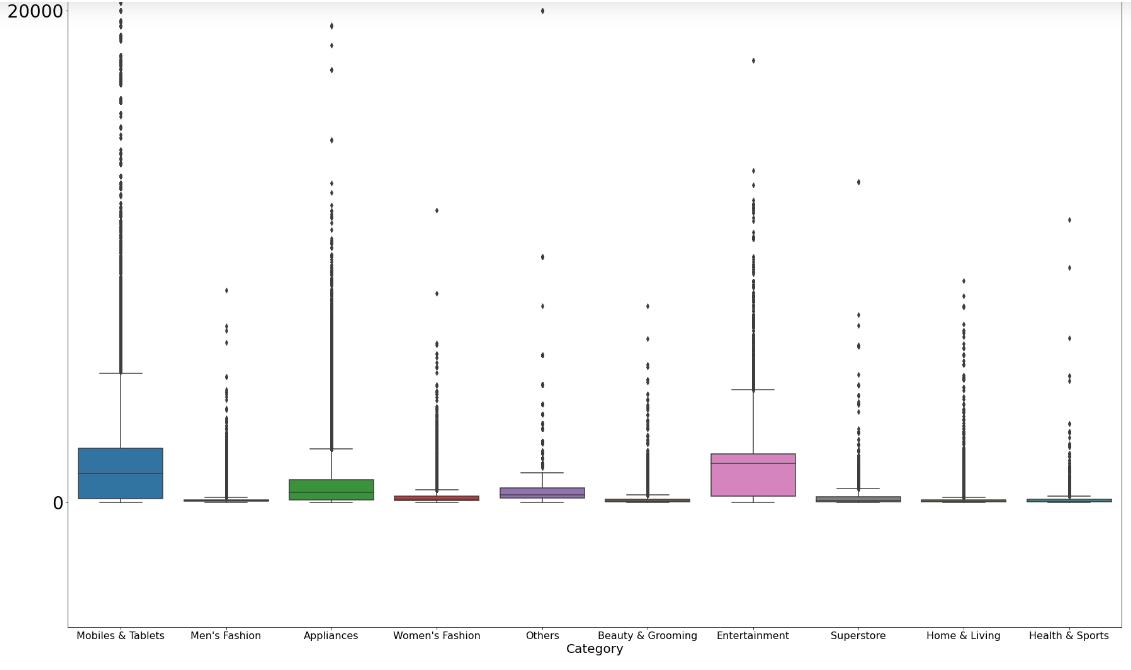 20000
0
Mobiles & Tablets Men's Fashion Appliances Women's Fashion Others Beauty & Grooming Entertainment Superstore Home & Living Health & Sports
Category